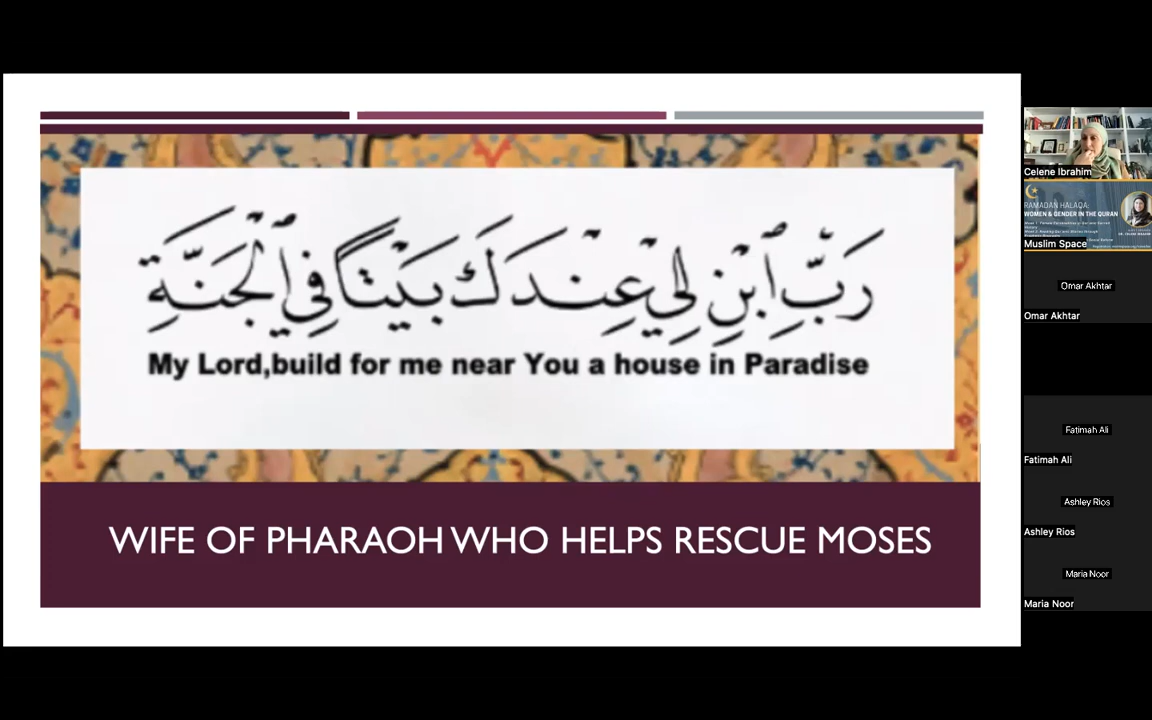 رَبِّ ٱبْنِ لِي عِندَكَ بَيْتًا فِي ٱلْجَنَّةِ
My Lord,build for me near You a house in Paradise
WIFE OF PHARAOH WHO HELPS RESCUE MOSES
Celene Ibrahim
RAMADAN HALAQA:
WOMEN & GENDER IN THE QURAN
Muslim Space
Omar Akhtar
Omar Akhtar
Fatimah Ali
Fatimah Ali
Ashley Rios
Ashley Rios
Maria Noor
Maria Noor